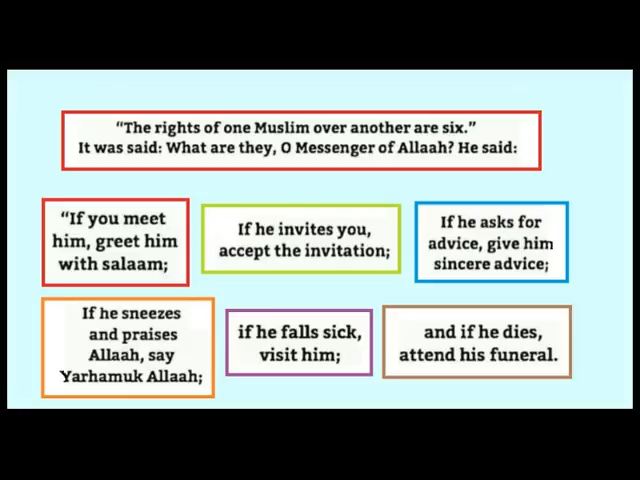 “The rights of one Muslim over another are six.”
It was said: What are they, O Messenger of Allaah? He said:
“If you meet
him, greet him
with salaam;
If he invites you,
accept the invitation;
If he asks for
advice, give him
sincere advice;
If he sneezes
and praises
Allaah, say
Yarhamuk Allaah;
if he falls sick,
visit him;
and if he dies,
attend his funeral.